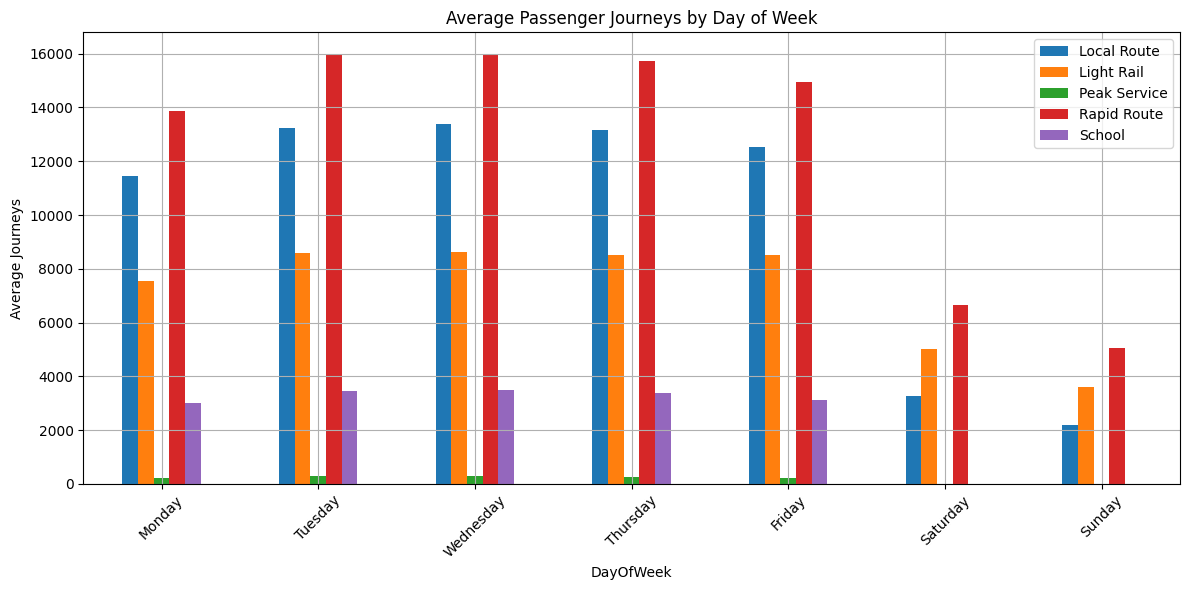 Average Passenger Journeys by Day of Week
Local Route
Light Rail
Peak Service
Rapid Route
School
Average Journeys
16000
14000
12000
10000
8000
6000
4000
2000
0
Monday
Tuesday
Wednesday
Thursday
Friday
Saturday
Sunday
DayOfWeek